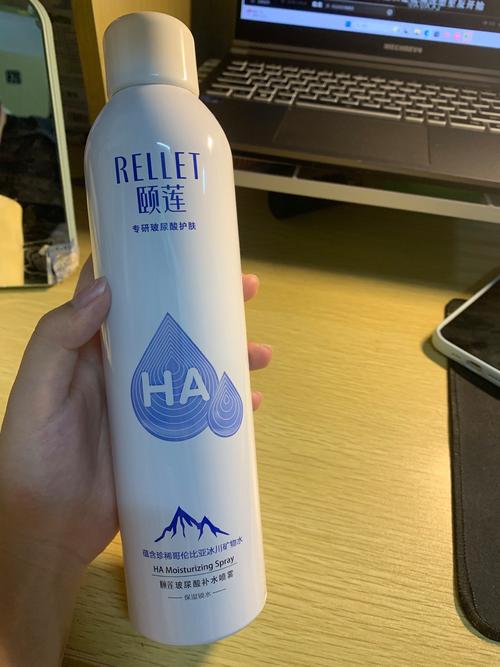 RELLET
颐莲
专研玻尿酸护肤
HA
蕴含珍稀哥伦比亚冰川矿物水
HA Moisturizing Spray
颐莲玻尿酸补水喷雾
保湿锁水